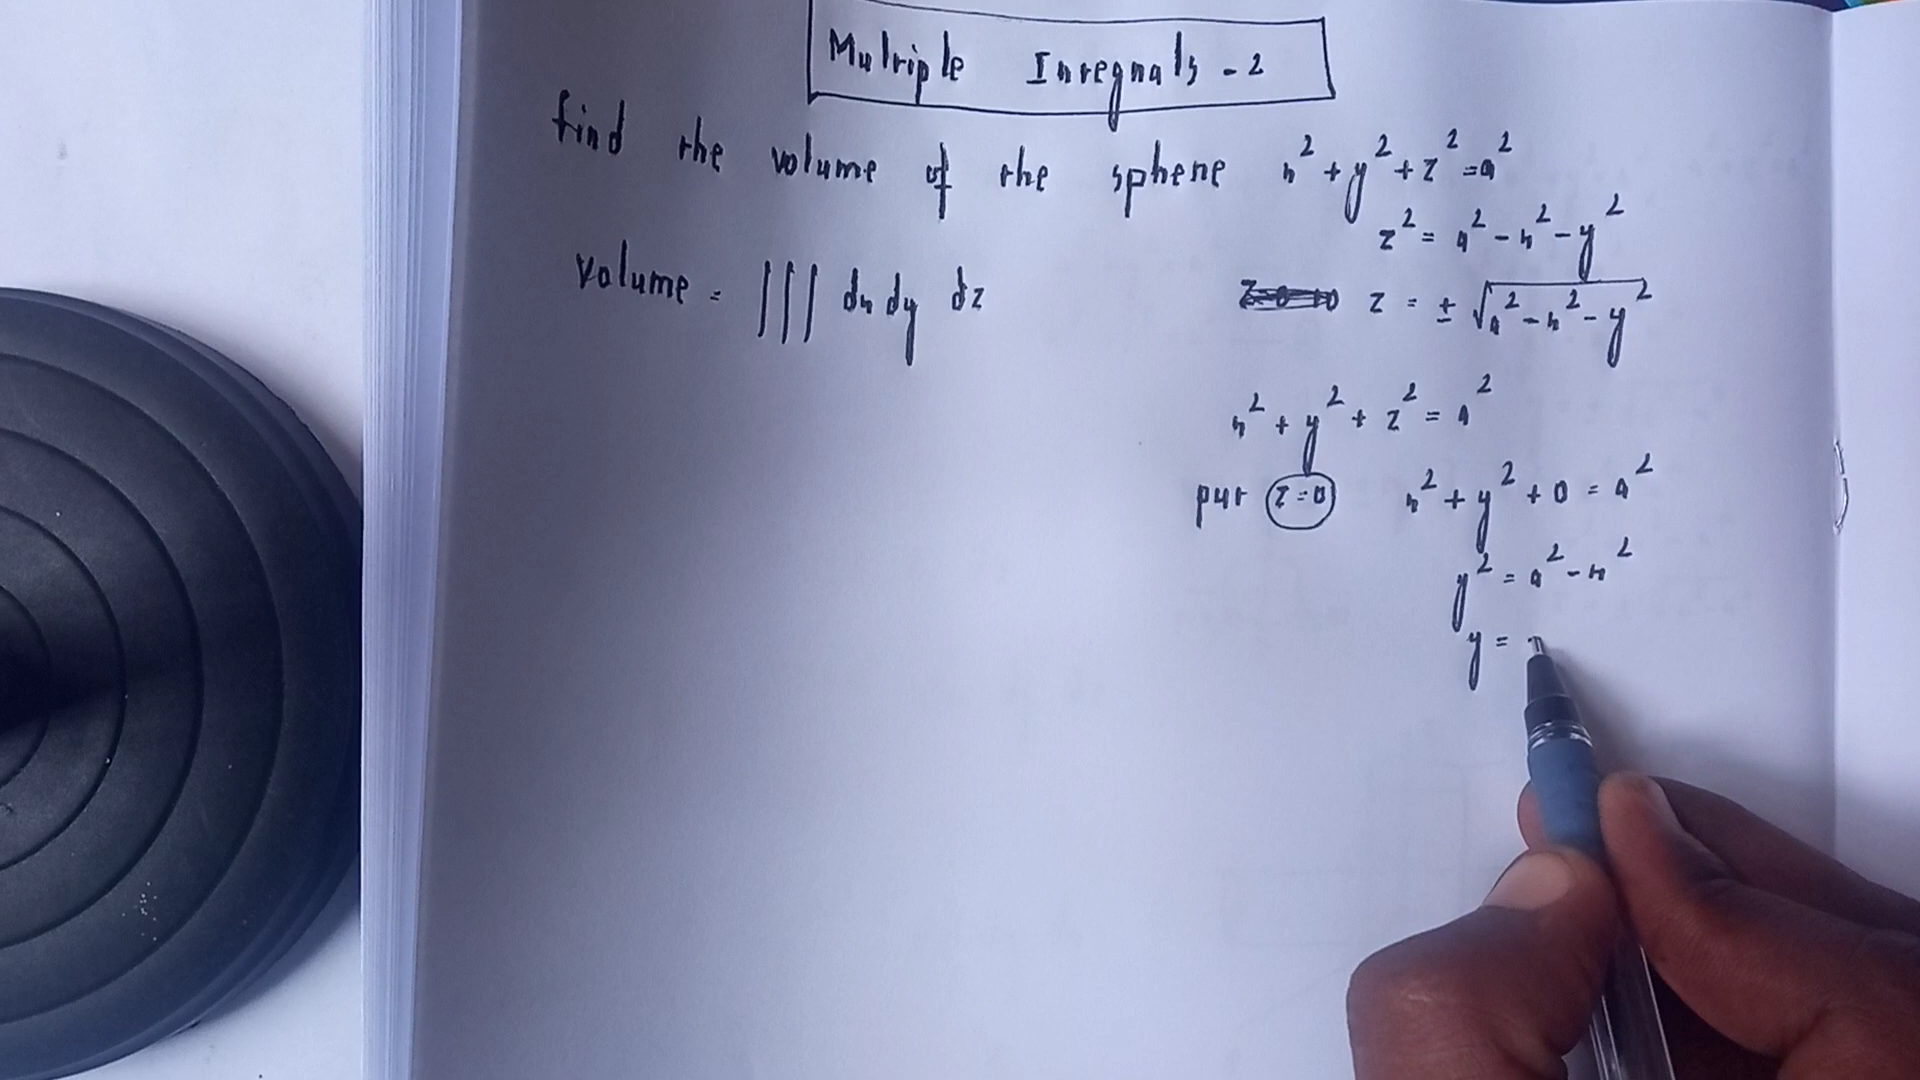 Multiple Integrals - 2
find the volume of the sphere x² + y² + z² = a²
z² = a² - x² - y²
volume = ∫∫∫ dx dy dz
z = ± √a² - x² - y²
x² + y² + z² = a²
put z=0 x² + y² + 0 = a²
y² = a² - x²
y =